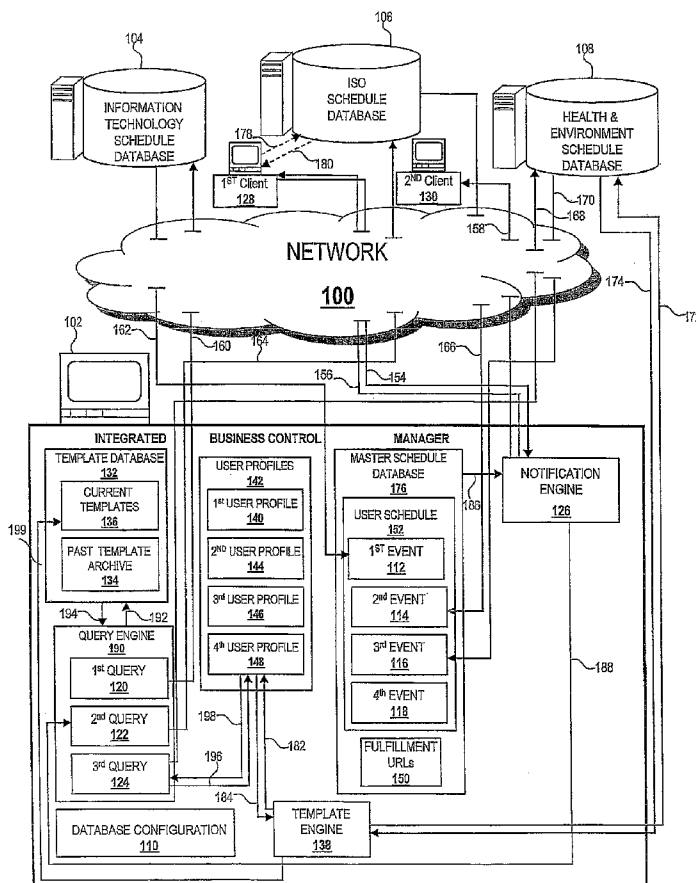 104
106
108
INFORMATION
TECHNOLOGY
SCHEDULE
DATABASE
ISO
SCHEDULE
DATABASE
HEALTH &
ENVIRONMENT
SCHEDULE
DATABASE
178
180
1ST Client
128
2ND Client
130
158
170
168
NETWORK
100
174
172
162
160
164
166
156
154
102
INTEGRATED BUSINESS CONTROL MANAGER
TEMPLATE DATABASE
132
CURRENT
TEMPLATES
136
PAST TEMPLATE
ARCHIVE
134
199
194
192
QUERY ENGINE
190
1st QUERY
120
2nd QUERY
122
3rd QUERY
124
USER PROFILES
142
1st USER PROFILE
140
2ND USER PROFILE
144
3rd USER PROFILE
146
4th USER PROFILE
148
198
196
182
184
MASTER SCHEDULE
DATABASE
176
186
USER SCHEDULE
152
1ST EVENT
112
2nd EVENT
114
3rd EVENT
116
4th EVENT
118
FULFILLMENT
URLs
150
NOTIFICATION
ENGINE
126
188
DATABASE CONFIGURATION
110
TEMPLATE
ENGINE
138